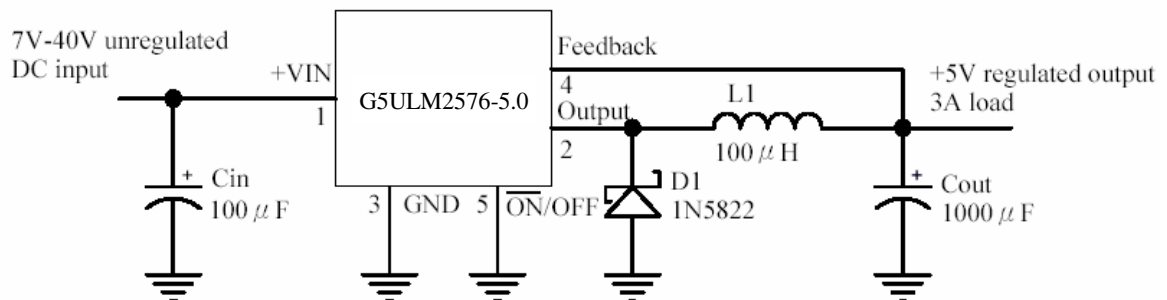 7V-40V unregulated
DC input
+VIN
1
G5ULM2576-5.0
Feedback
4
Output
2
L1
100 μ H
+5V regulated output
3A load
+ Cin
100 μ F
3 GND 5 ON/OFF
D1
1N5822
+ Cout
1000 μ F